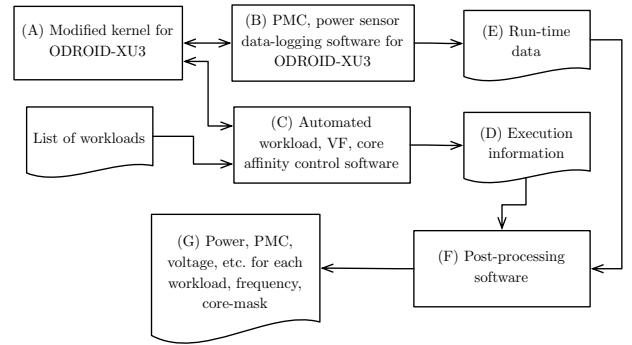 (A) Modified kernel for
ODROID-XU3
(B) PMC, power sensor
data-logging software for
ODROID-XU3
(E) Run-time
data
List of workloads
(C) Automated
workload, VF, core
affinity control software
(D) Execution
information
(G) Power, PMC,
voltage, etc. for each
workload, frequency,
core-mask
(F) Post-processing
software